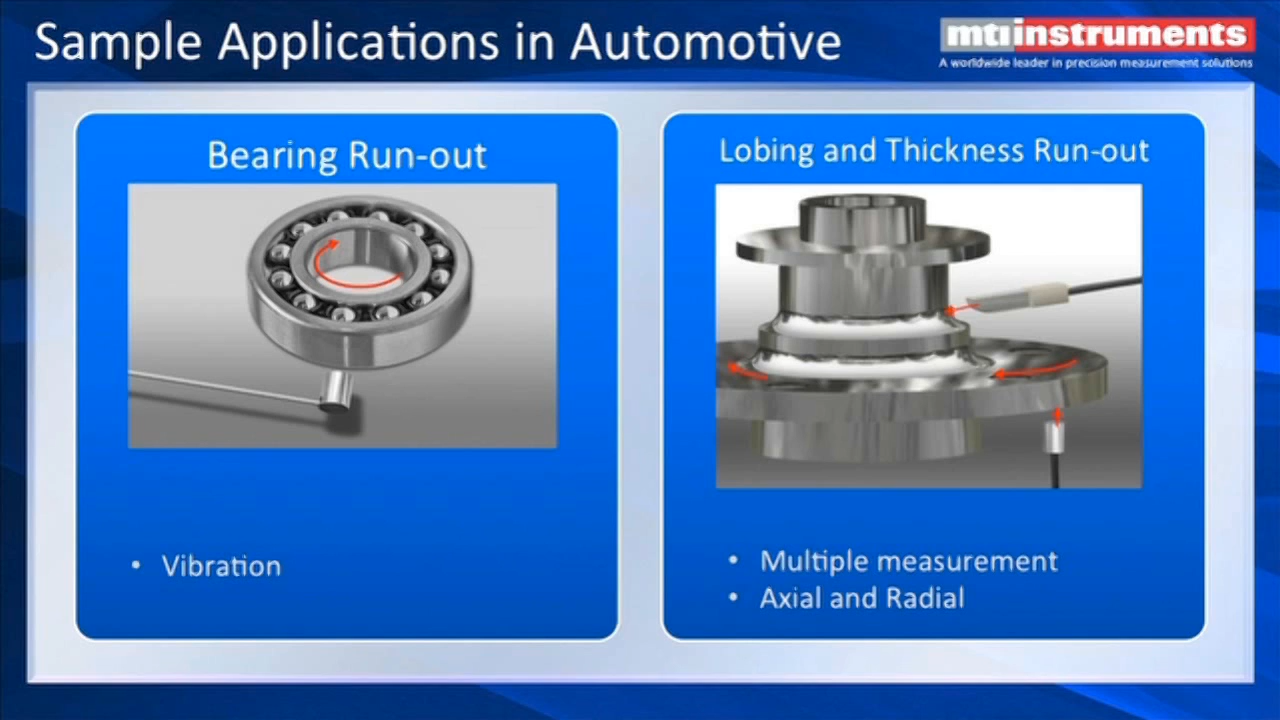 Sample Applications in Automotive
mtiinstruments
A worldwide leader in precision measurement solutions
Bearing Run-out
• Vibration
Lobing and Thickness Run-out
• Multiple measurement
• Axial and Radial